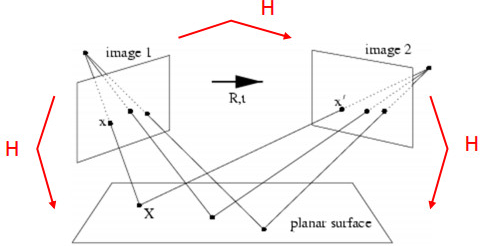 H
image 1
image 2
R,t
x
x'
H
H
X
planar surface